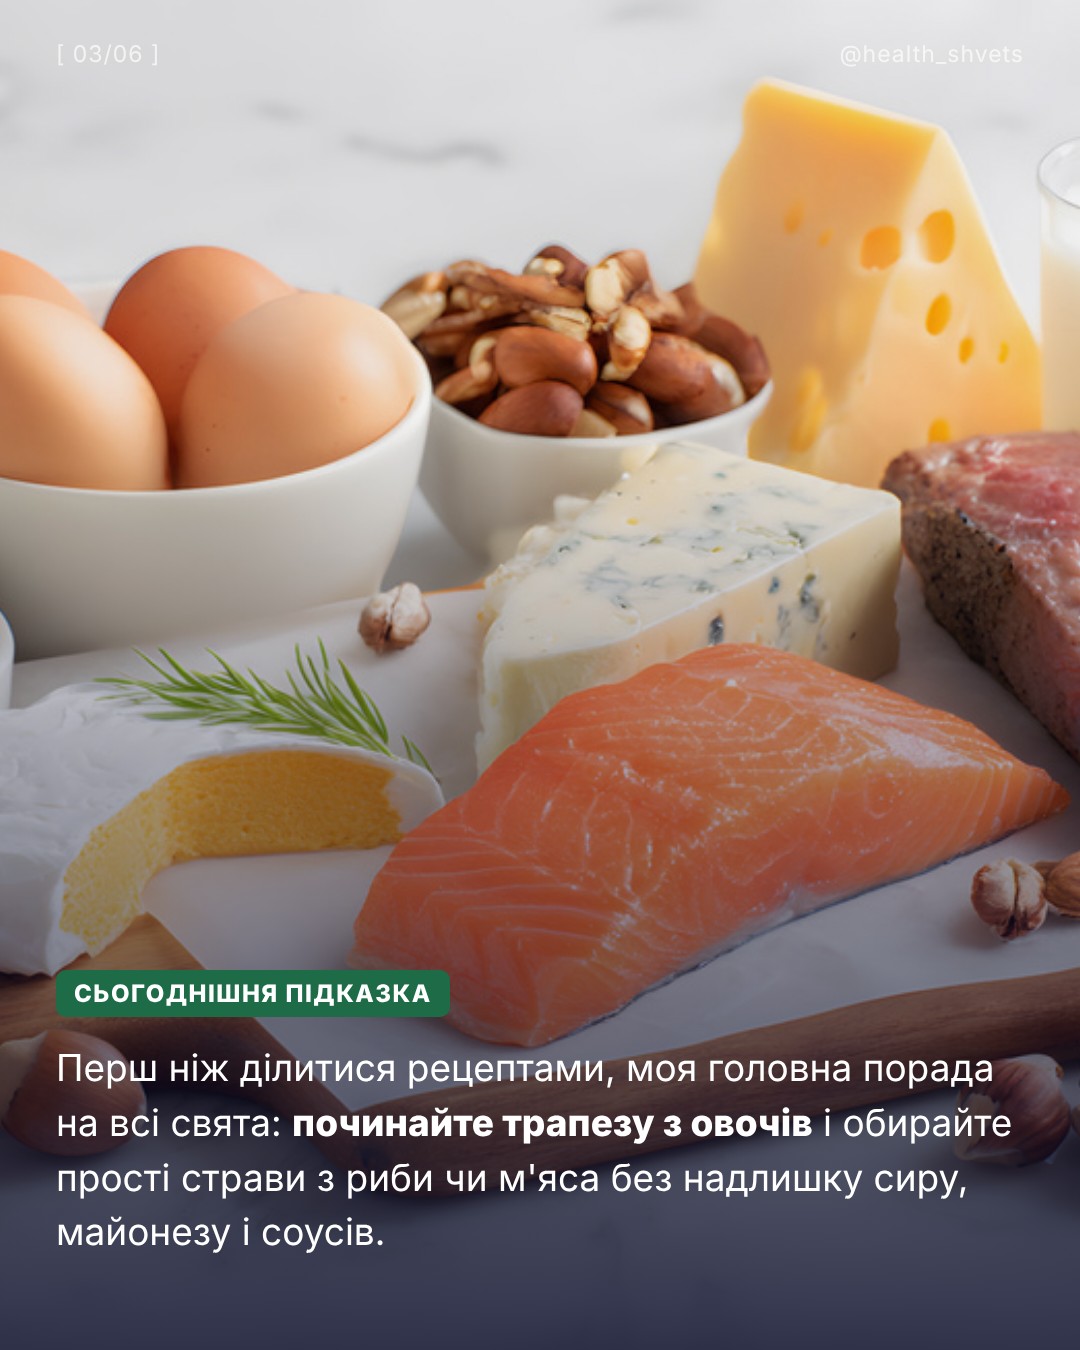 [ 03/06 ]
@health_shvets
СЬОГОДНІШНЯ ПІДКАЗКА
Перш ніж ділитися рецептами, моя головна порада
на всі свята: починайте трапезу з овочів і обирайте
прості страви з риби чи м'яса без надлишку сиру,
майонезу і соусів.